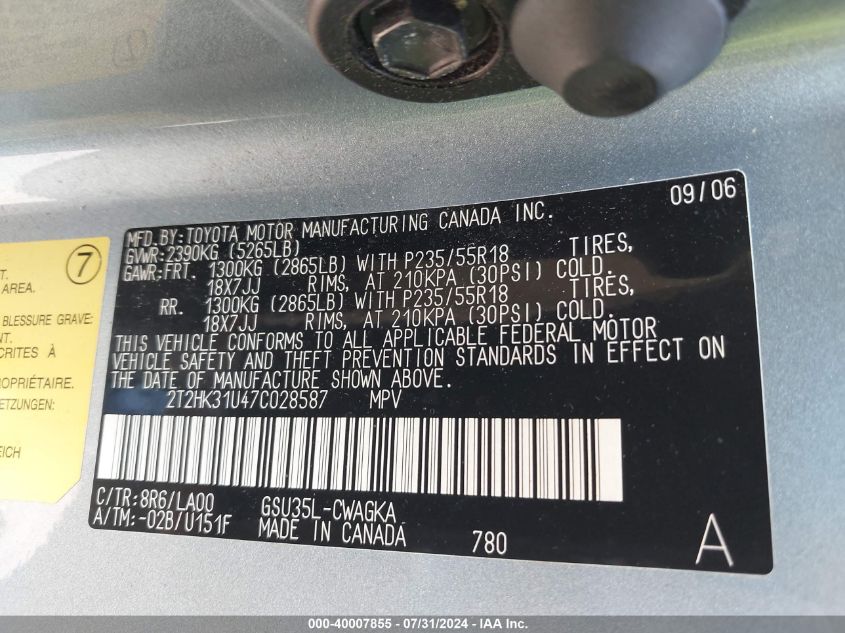 09/06
MFD.BY:TOYOTA MOTOR MANUFACTURING CANADA INC.
GVWR:2390KG (5265LB)
GAWR:FRT. 1300KG (2865LB) WITH P235/55R18 TIRES,
18X7JJ RIMS, AT 210KPA (30PSI) COLD.
RR. 1300KG (2865LB) WITH P235/55R18 TIRES,
18X7JJ RIMS, AT 210KPA (30PSI) COLD.
THIS VEHICLE CONFORMS TO ALL APPLICABLE FEDERAL MOTOR
VEHICLE SAFETY AND THEFT PREVENTION STANDARDS IN EFFECT ON
THE DATE OF MANUFACTURE SHOWN ABOVE.
2T2HK31U47C028587 MPV
C/TR:8R6/LA00 GSU35L-CWAGKA
A/TM:-02B/U151F MADE IN CANADA 780 A
7
T.
AREA.
BLESSURE GRAVE:
NT.
CRITES À
ROPRIÉTAIRE.
ETZUNGEN:
EICH
000-40007855 - 07/31/2024 - IAA Inc.